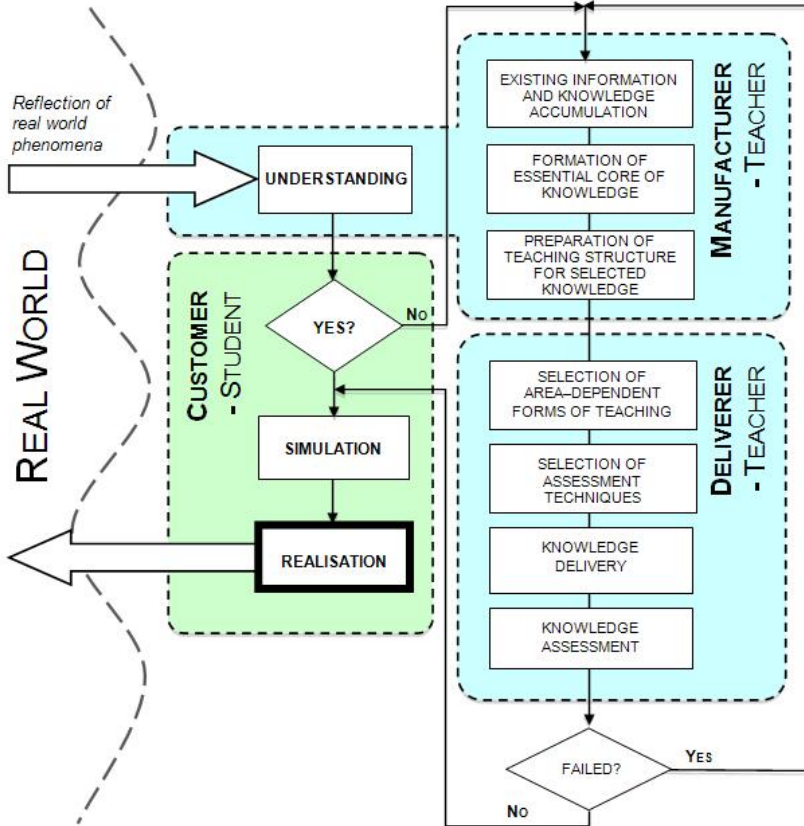 Reflection of
real world
phenomena
REAL WORLD
UNDERSTANDING
CUSTOMER
- STUDENT
YES?
NO
SIMULATION
REALISATION
EXISTING INFORMATION
AND KNOWLEDGE
ACCUMULATION
FORMATION OF
ESSENTIAL CORE OF
KNOWLEDGE
PREPARATION OF
TEACHING STRUCTURE
FOR SELECTED
KNOWLEDGE
MANUFACTURER
- TEACHER
SELECTION OF
AREA–DEPENDENT
FORMS OF TEACHING
SELECTION OF
ASSESSMENT
TECHNIQUES
KNOWLEDGE
DELIVERY
KNOWLEDGE
ASSESSMENT
DELIVERER
- TEACHER
FAILED?
YES
NO